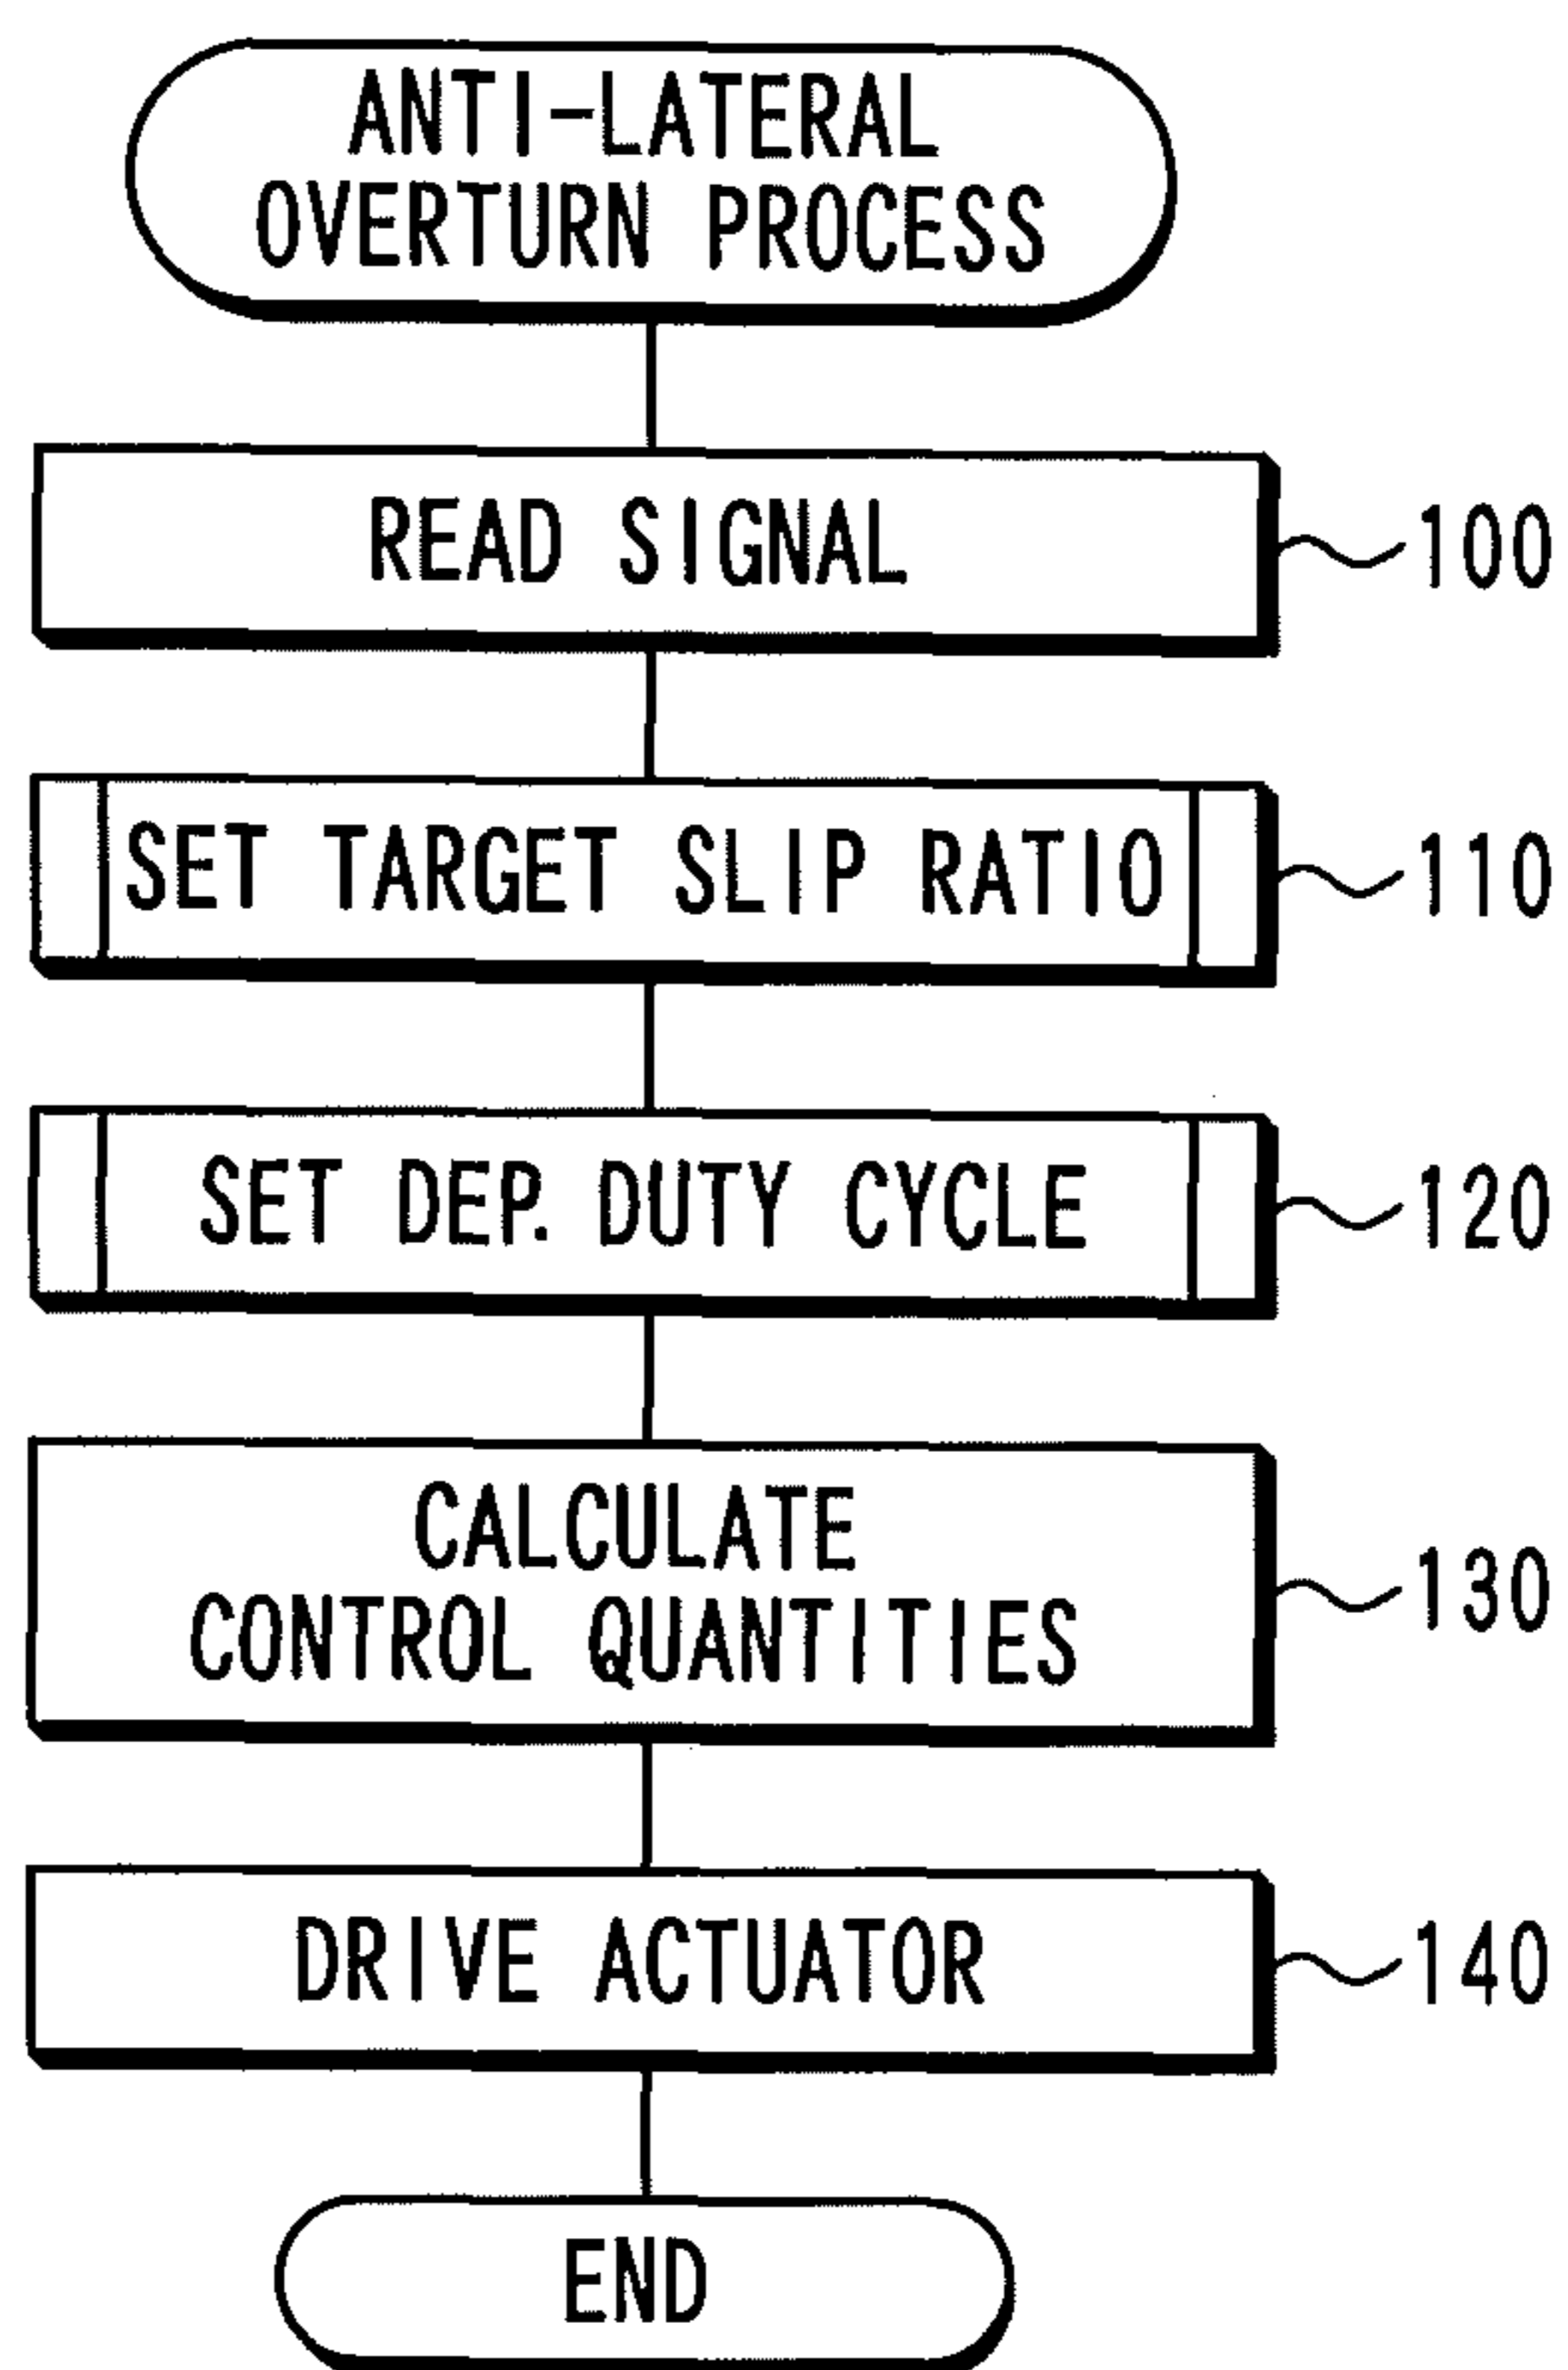 ANTI-LATERAL
OVERTURN PROCESS
READ SIGNAL
100
SET TARGET SLIP RATIO
110
SET DEP. DUTY CYCLE
120
CALCULATE
CONTROL QUANTITIES
130
DRIVE ACTUATOR
140
END